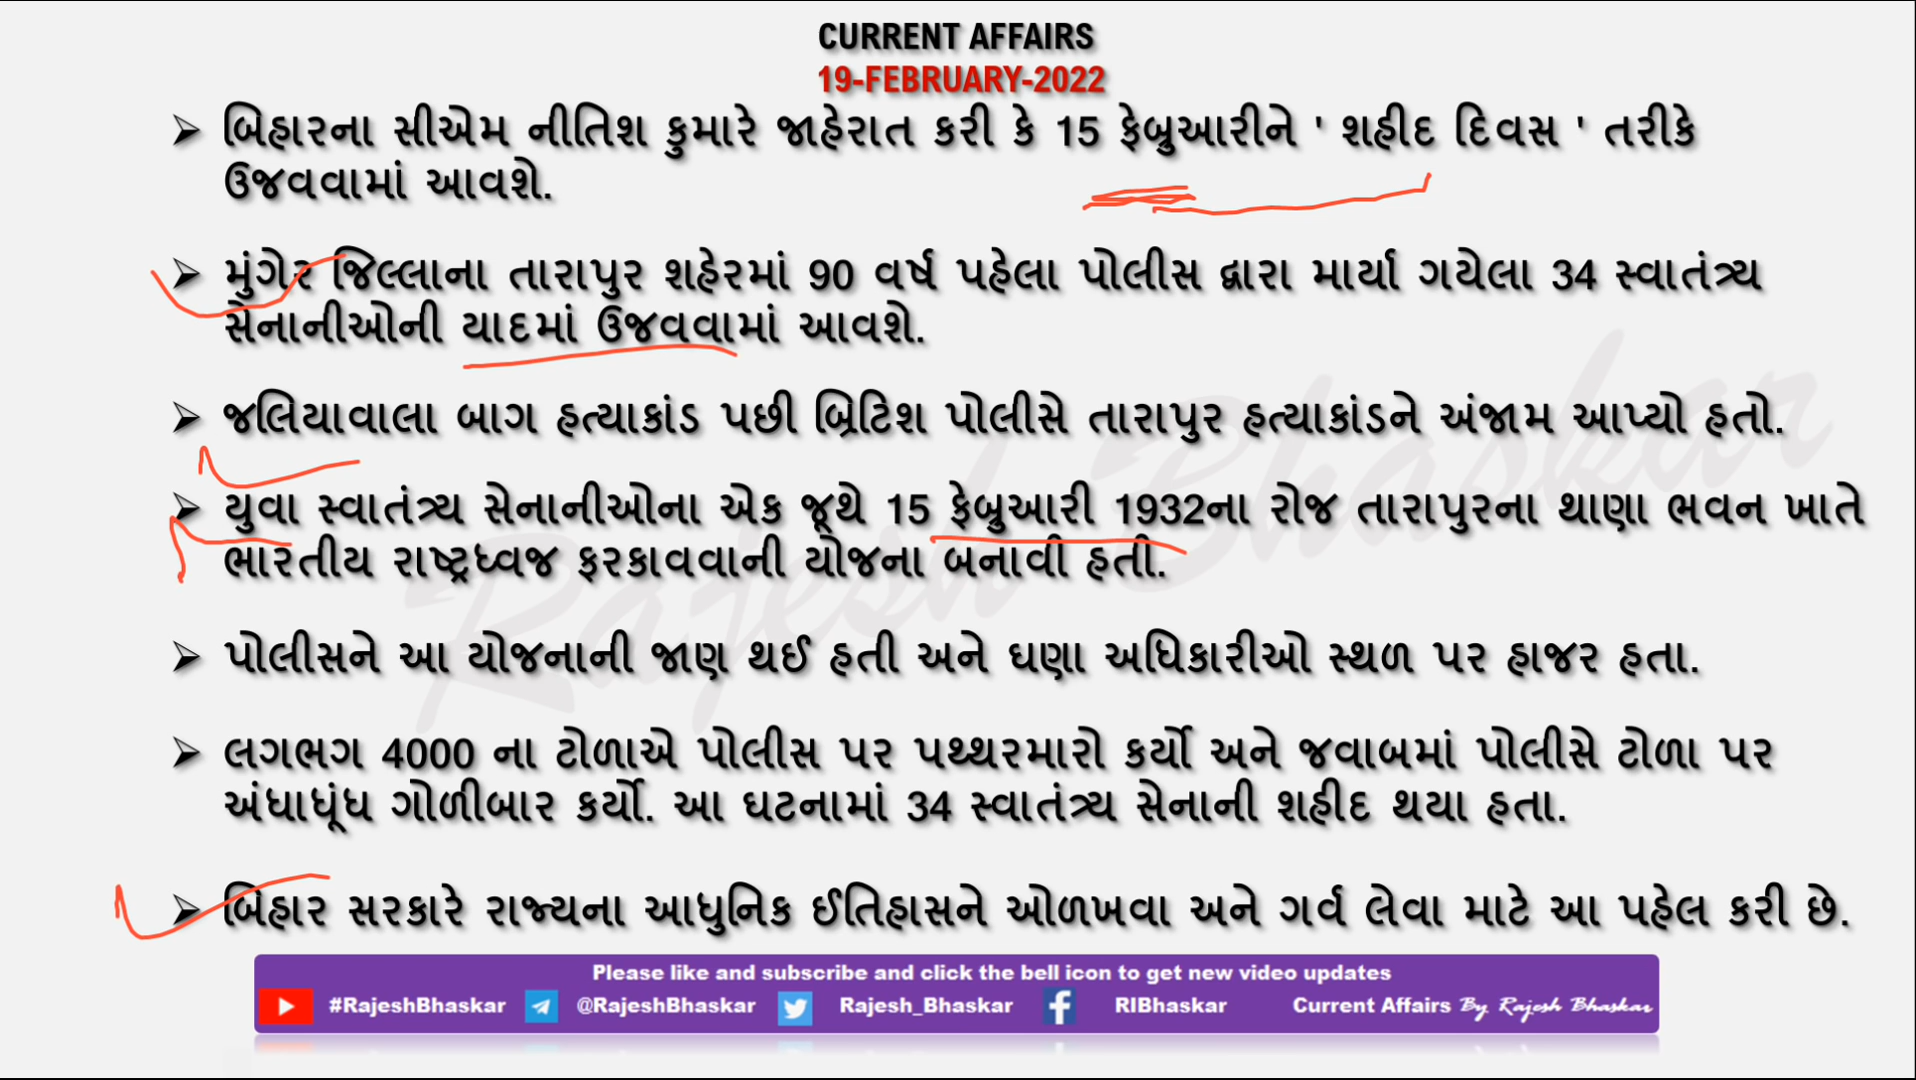 CURRENT AFFAIRS
19-FEBRUARY-2022
➢ બિહારના સીએમ નીતિશ કુમારે જાહેરાત કરી કે 15 ફેબ્રુઆરીને ' શહીદ દિવસ ' તરીકે
ઉજવવામાં આવશે.
➢ મુંગેર જિલ્લાના તારાપુર શહેરમાં 90 વર્ષ પહેલા પોલીસ દ્વારા માર્યા ગયેલા 34 સ્વાતંત્ર્ય
સેનાનીઓની યાદમાં ઉજવવામાં આવશે.
➢ જલિયાવાલા બાગ હત્યાકાંડ પછી બ્રિટિશ પોલીસે તારાપુર હત્યાકાંડને અંજામ આપ્યો હતો.
➢ યુવા સ્વાતંત્ર્ય સેનાનીઓના એક જૂથે 15 ફેબ્રુઆરી 1932ના રોજ તારાપુરના થાણા ભવન ખાતે
ભારતીય રાષ્ટ્રધ્વજ ફરકાવવાની યોજના બનાવી હતી.
➢ પોલીસને આ યોજનાની જાણ થઈ હતી અને ઘણા અધિકારીઓ સ્થળ પર હાજર હતા.
➢ લગભગ 4000 ના ટોળાએ પોલીસ પર પથ્થરમારો કર્યો અને જવાબમાં પોલીસે ટોળા પર
અંધાધૂંધ ગોળીબાર કર્યો. આ ઘટનામાં 34 સ્વાતંત્ર્ય સેનાની શહીદ થયા હતા.
➢ બિહાર સરકારે રાજ્યના આધુનિક ઈતિહાસને ઓળખવા અને ગર્વ લેવા માટે આ પહેલ કરી છે.
Rajesh Bhaskar
Please like and subscribe and click the bell icon to get new video updates
#RajeshBhaskar @RajeshBhaskar Rajesh_Bhaskar RIBhaskar Current Affairs By Rajesh Bhaskar